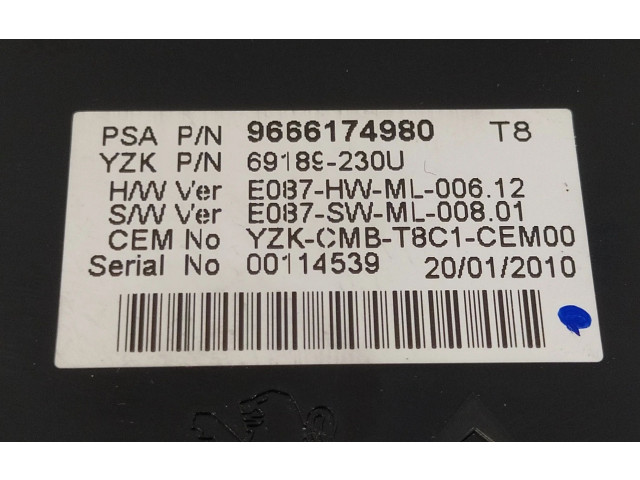 PSA P/N 9666174980 T8
YZK P/N 69189-230U
H/W Ver E087-HW-ML-006.12
S/W Ver E087-SW-ML-008.01
CEM No YZK-CMB-T8C1-CEM00
Serial No 00114539 20/01/2010